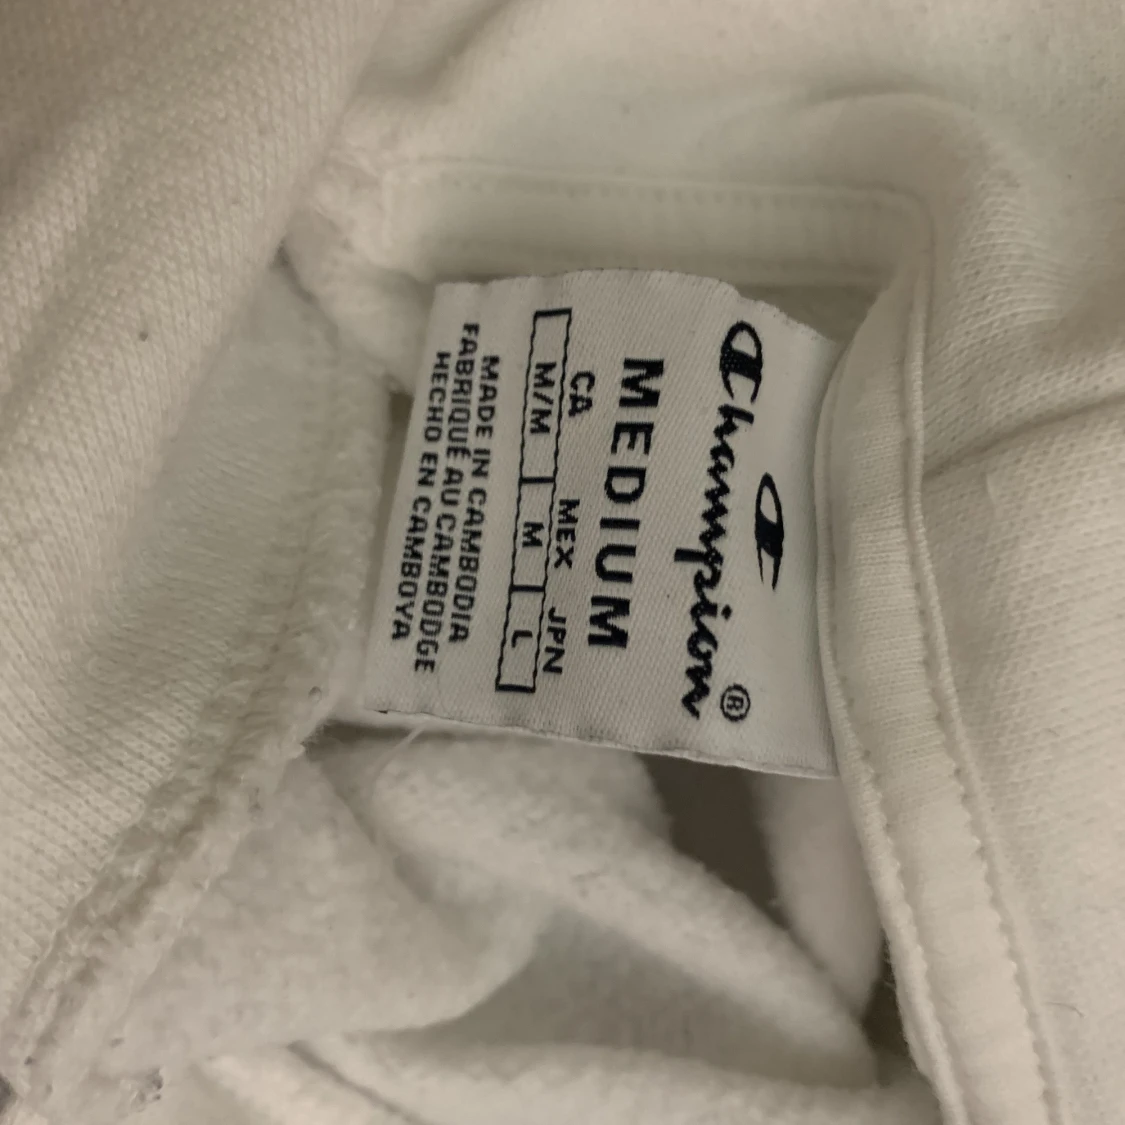 Champion®
MEDIUM
CA MEX JPN
M/M M L
MADE IN CAMBODIA
FABRIQUÉ AU CAMBODGE
HECHO EN CAMBOYA